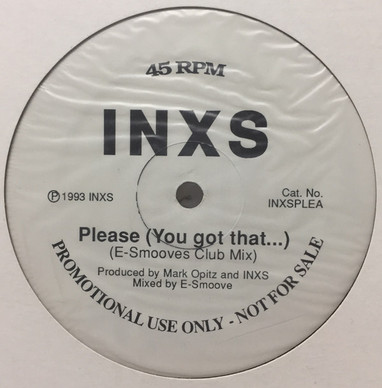 45 RPM
INXS
℗ 1993 INXS
Cat. No.
INXSPLEA
Please (You got that...)
(E-Smooves Club Mix)
Produced by Mark Opitz and INXS
Mixed by E-Smoove
PROMOTIONAL USE ONLY - NOT FOR SALE